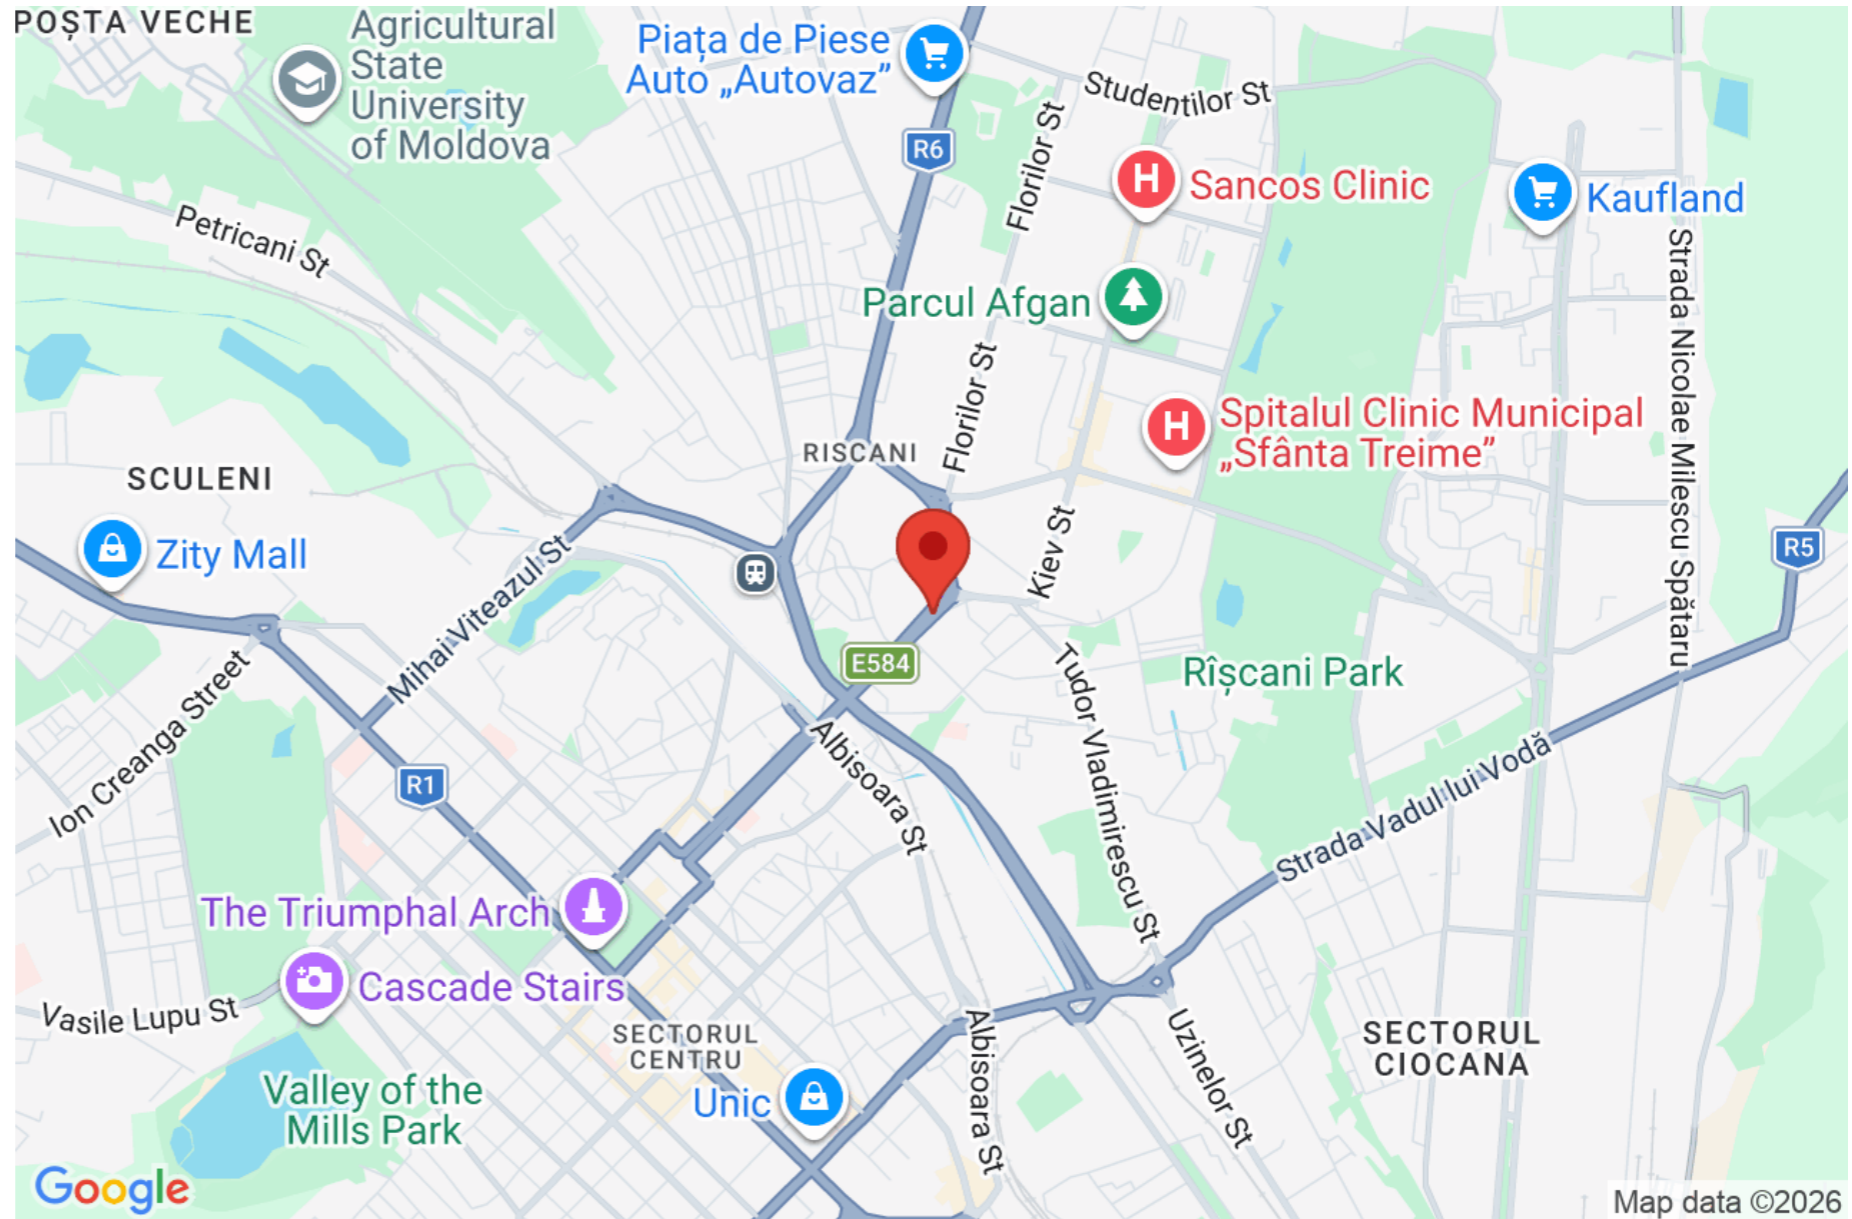 POȘTA VECHE
Agricultural
State
University
of Moldova
Piața de Piese
Auto „Autovaz”
R6
Studentilor St
Florilor St
Sancos Clinic
Kaufland
Petricani St
Parcul Afgan
Strada Nicolae Milescu Spătaru
Florilor St
Spitalul Clinic Municipal
„Sfânta Treime”
RISCANI
SCULENI
Zity Mall
Mihai Viteazul St
Kiev St
R5
E584
Rîșcani Park
Ion Creanga Street
Tudor Vladimirescu St
Albisoara St
R1
Strada Vadul lui Vodă
The Triumphal Arch
Cascade Stairs
Vasile Lupu St
SECTORUL
CENTRU
Albisoara St
Uzinelor St
SECTORUL
CIOCANA
Valley of the
Mills Park
Unic
Google
Map data ©2026